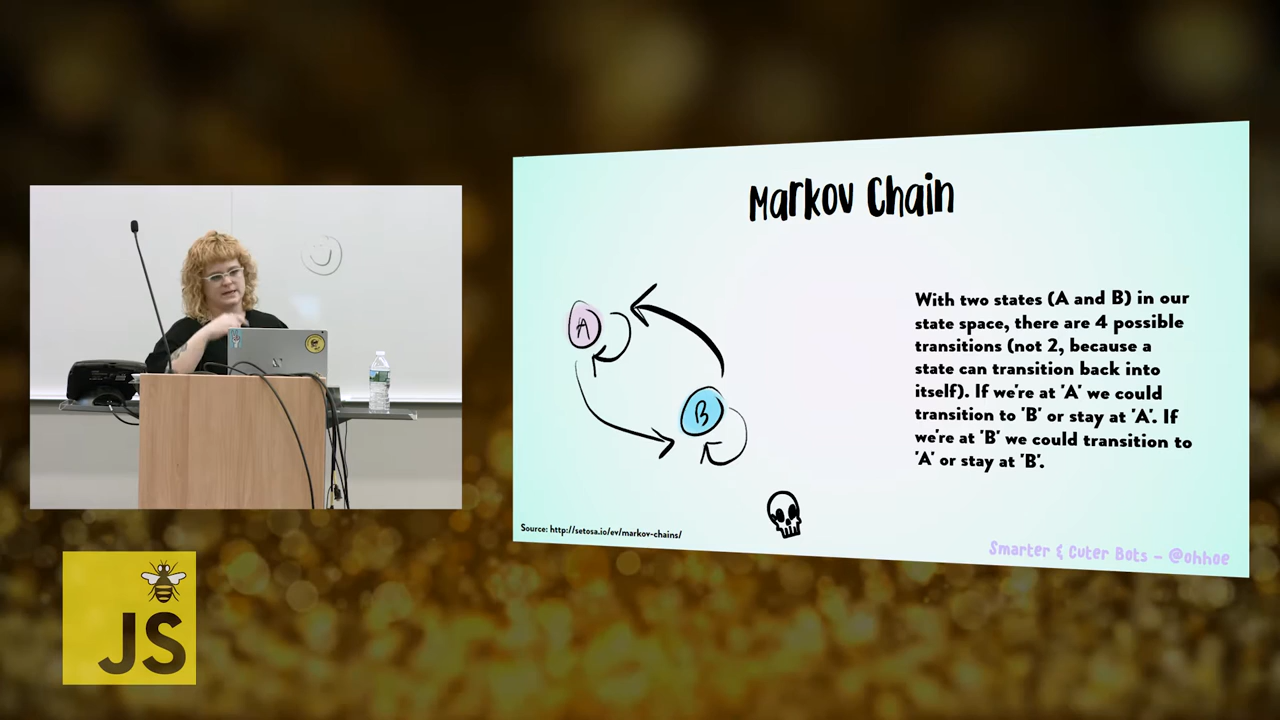 Markov Chain
A
B
With two states (A and B) in our
state space, there are 4 possible
transitions (not 2, because a
state can transition back into
itself). If we're at 'A' we could
transition to 'B' or stay at 'A'. If
we're at 'B' we could transition to
'A' or stay at 'B'.
Source: http://setosa.io/ev/markov-chains/
Smarter & Cuter Bots - @ohhoe
JS